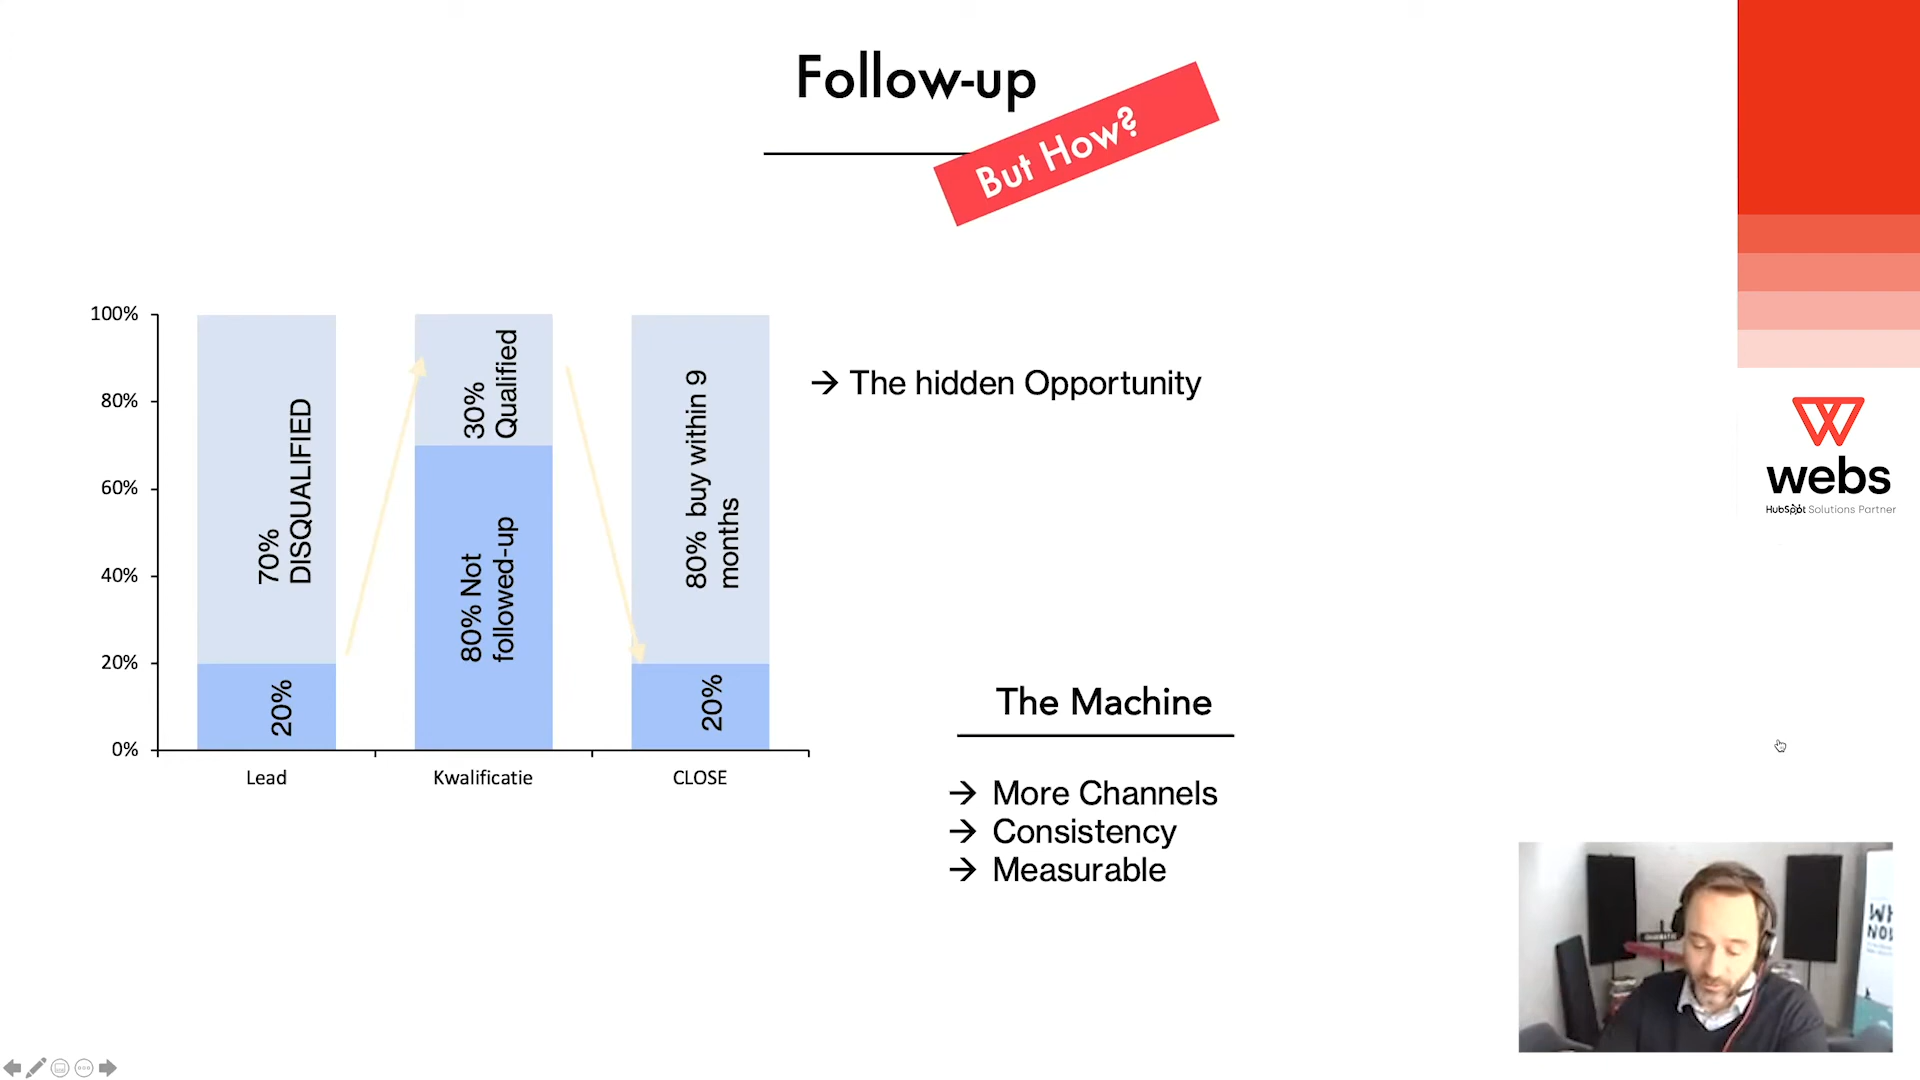 Follow-up
But How?
100%
80%
60%
40%
20%
0%
70%
DISQUALIFIED
20%
30%
Qualified
80% Not
followed-up
80% buy within 9
months
20%
Lead
Kwalificatie
CLOSE
→ The hidden Opportunity
The Machine
→ More Channels
→ Consistency
→ Measurable
webs
HubSpot Solutions Partner
WH
NOW